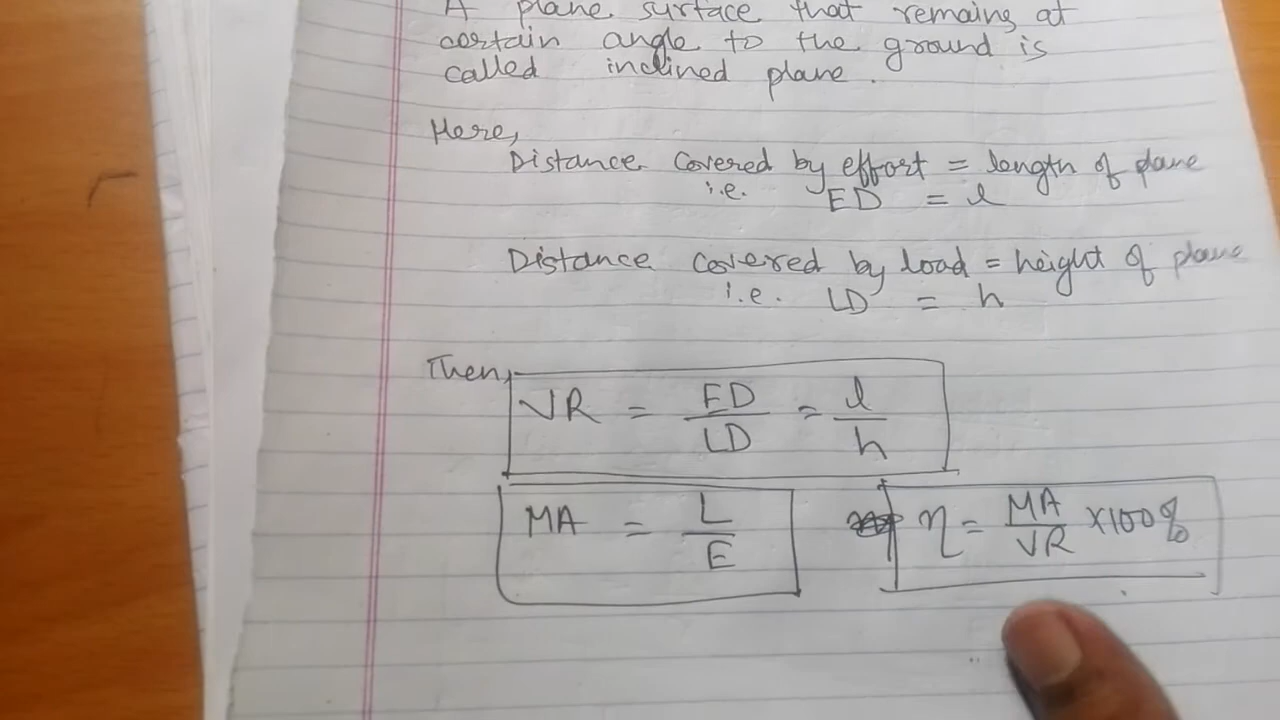 A plane surface that remains at
certain angle to the ground is
called inclined plane.
Here,
Distance covered by effort = length of plane
i.e. ED = l
Distance covered by load = height of plane
i.e. LD = h
Then,
VR = ED/LD = l/h
MA = L/E η = MA/VR ×100%